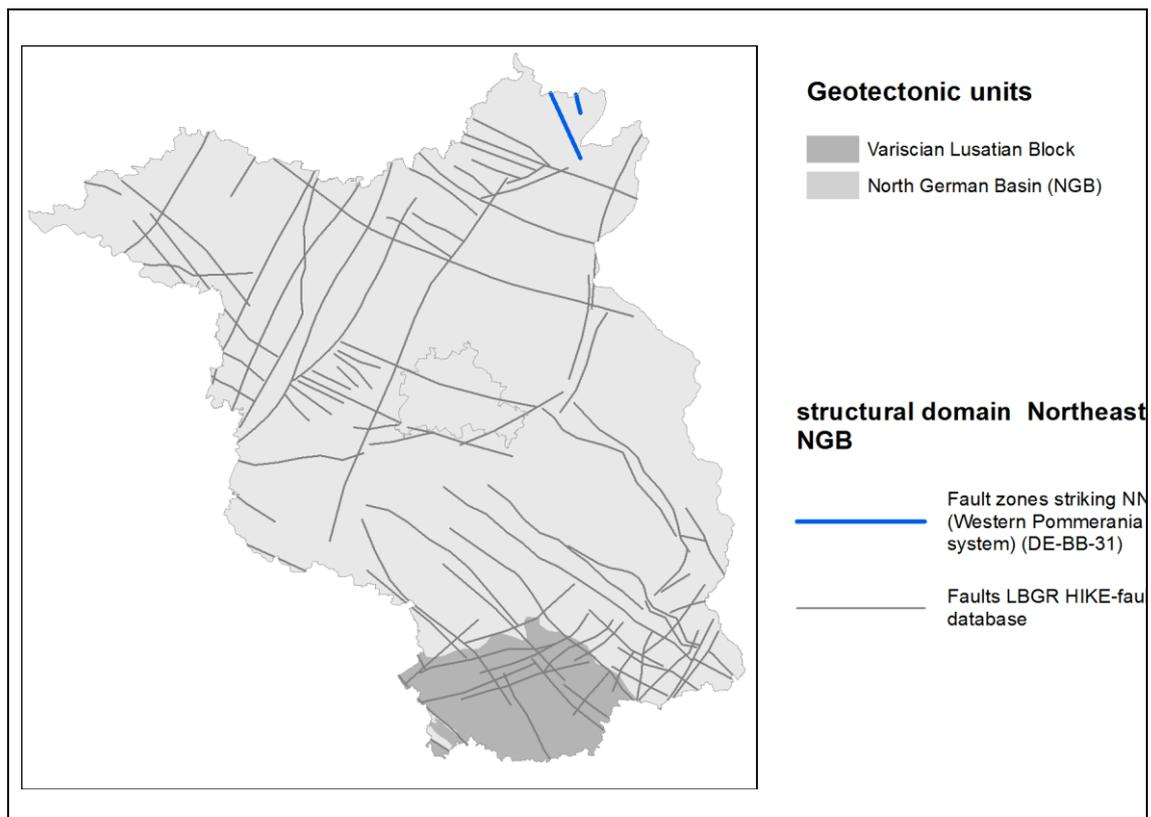 Geotectonic units
Variscian Lusatian Block
North German Basin (NGB)
structural domain  Northeast
NGB
Fault zones striking NN
(Western Pommerania
system) (DE-BB-31)
Faults LBGR HIKE-fau
database